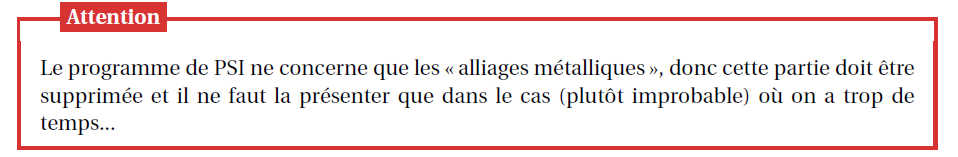 Attention
Le programme de PSI ne concerne que les « alliages métalliques », donc cette partie doit être
supprimée et il ne faut la présenter que dans le cas (plutôt improbable) où on a trop de
temps...